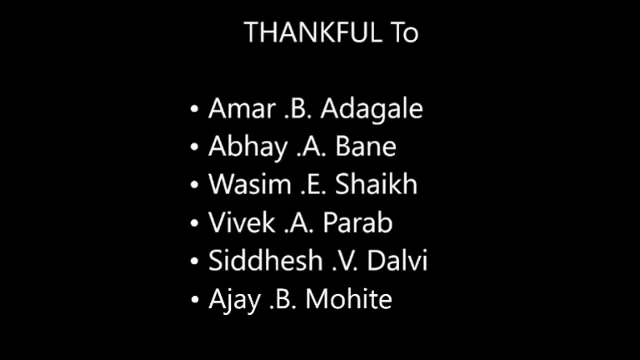 THANKFUL To
• Amar .B. Adagale
• Abhay .A. Bane
• Wasim .E. Shaikh
• Vivek .A. Parab
• Siddhesh .V. Dalvi
• Ajay .B. Mohite